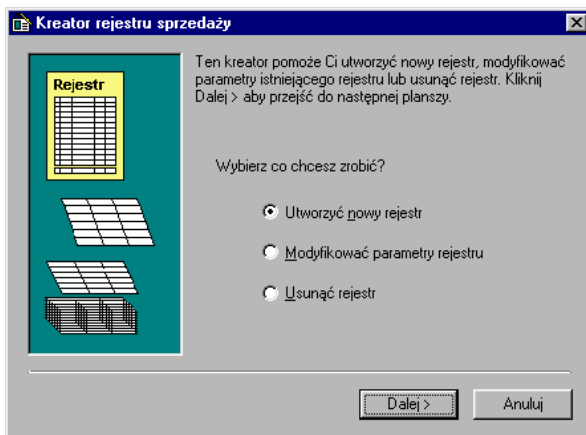 Kreator rejestru sprzedaży
Rejestr
Ten kreator pomoże Ci utworzyć nowy rejestr, modyfikować
parametry istniejącego rejestru lub usunąć rejestr. Kliknij
Dalej > aby przejść do następnej planszy.
Wybierz co chcesz zrobić?
Utworzyć nowy rejestr
Modyfikować parametry rejestru
Usunąć rejestr
Dalej >
Anuluj